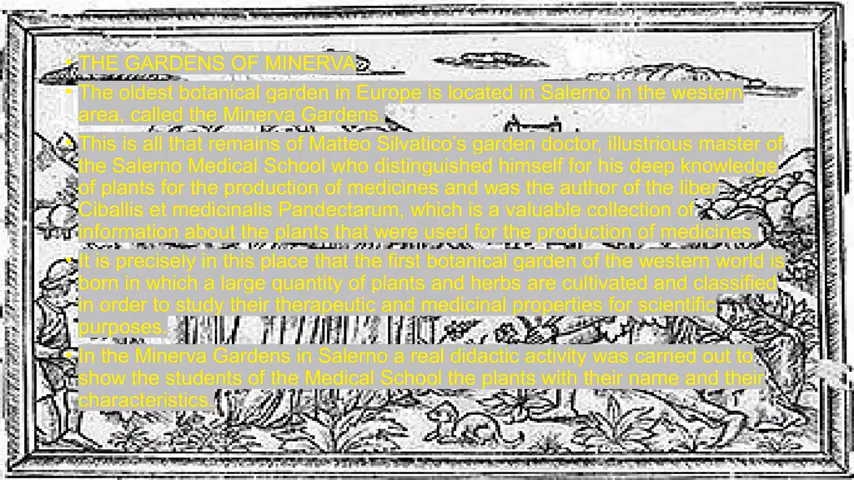 • THE GARDENS OF MINERVA
• The oldest botanical garden in Europe is located in Salerno in the western
area, called the Minerva Gardens.
• This is all that remains of Matteo Silvatico's garden doctor, illustrious master of
the Salerno Medical School who distinguished himself for his deep knowledge
of plants for the production of medicines and was the author of the liber
Ciballis et medicinalis Pandectarum, which is a valuable collection of
information about the plants that were used for the production of medicines.
• It is precisely in this place that the first botanical garden of the western world is
born in which a large quantity of plants and herbs are cultivated and classified
in order to study their therapeutic and medicinal properties for scientific
purposes.
• In the Minerva Gardens in Salerno a real didactic activity was carried out to
show the students of the Medical School the plants with their name and their
characteristics.